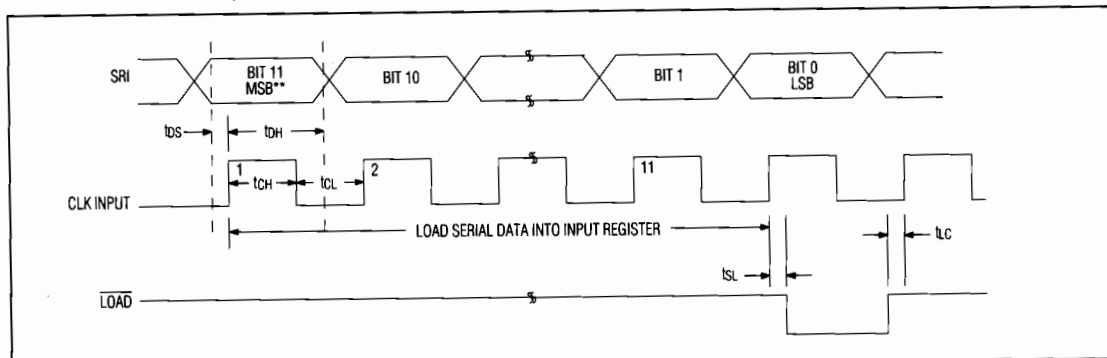 SRI
BIT 11
MSB**
BIT 10
BIT 1
BIT 0
LSB
tDS
tDH
1
2
11
tCH
tCL
CLK INPUT
LOAD SERIAL DATA INTO INPUT REGISTER
tLC
tSL
LOAD